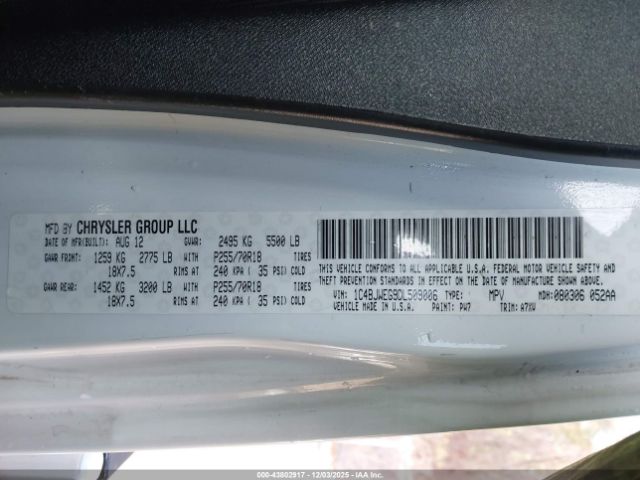 MFD BY CHRYSLER GROUP LLC
DATE OF MFR(BUILT): AUG 12 GVWR: 2495 KG 5500 LB
GAWR FRONT: 1259 KG 2775 LB WITH P255/70R18 TIRES
18X7.5 RIMS AT 240 KPA ( 35 PSI) COLD
GAWR REAR: 1452 KG 3200 LB WITH P255/70R18 TIRES
18X7.5 RIMS AT 240 KPA ( 35 PSI) COLD
THIS VEHICLE CONFORMS TO ALL APPLICABLE U.S.A. FEDERAL MOTOR VEHICLE SAFETY, BUMPER AND
THEFT PREVENTION STANDARDS IN EFFECT ON THE DATE OF MANUFACTURE SHOWN ABOVE.
VIN: 1C4BJWEG9DL509006 TYPE: MPV MDH: 080306 052AA
VEHICLE MADE IN U.S.A. PAINT: PW7 TRIM: A7XV
000-43802917 - 12/03/2025 - IAA Inc.